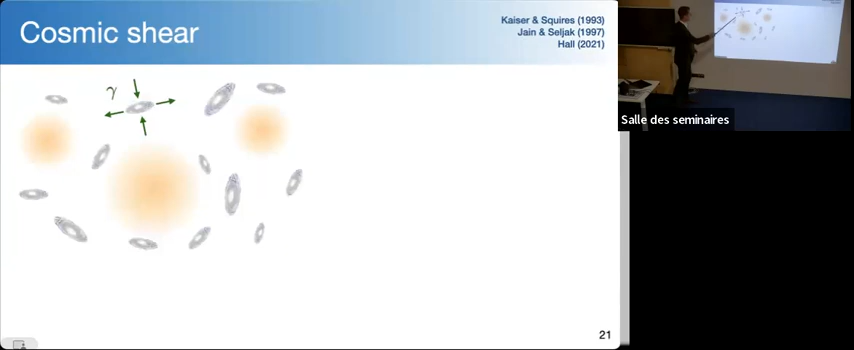 Cosmic shear
Kaiser & Squires (1993)
Jain & Seljak (1997)
Hall (2021)
γ
21
Salle des seminaires